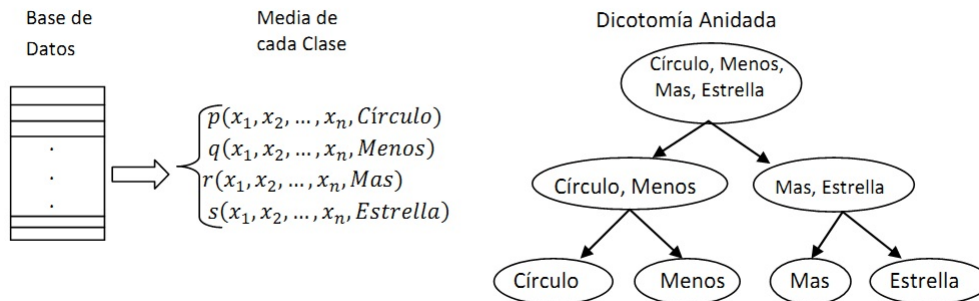 Base de
Datos
Media de
cada Clase
p(x₁, x₂, ... , xₙ, Círculo)
q(x₁, x₂, ... , xₙ, Menos)
r(x₁, x₂, ... , xₙ, Mas)
s(x₁, x₂, ... , xₙ, Estrella)
Dicotomía Anidada
Círculo, Menos,
Mas, Estrella
Círculo, Menos
Mas, Estrella
Círculo
Menos
Mas
Estrella